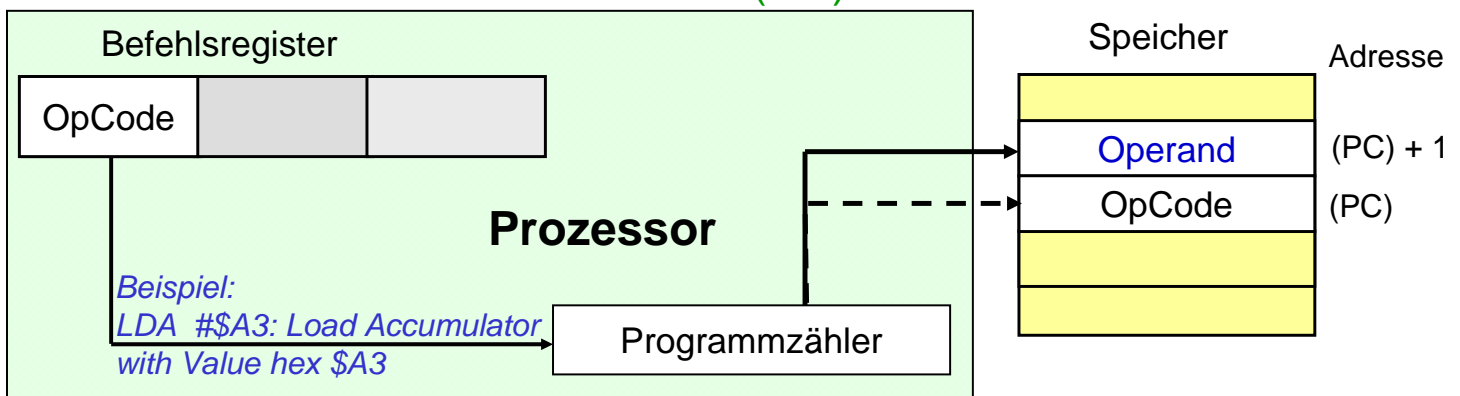 Befehlsregister
Speicher
Adresse
OpCode
Operand
(PC) + 1
OpCode
(PC)
Prozessor
Beispiel:
LDA #$A3: Load Accumulator
with Value hex $A3
Programmzähler